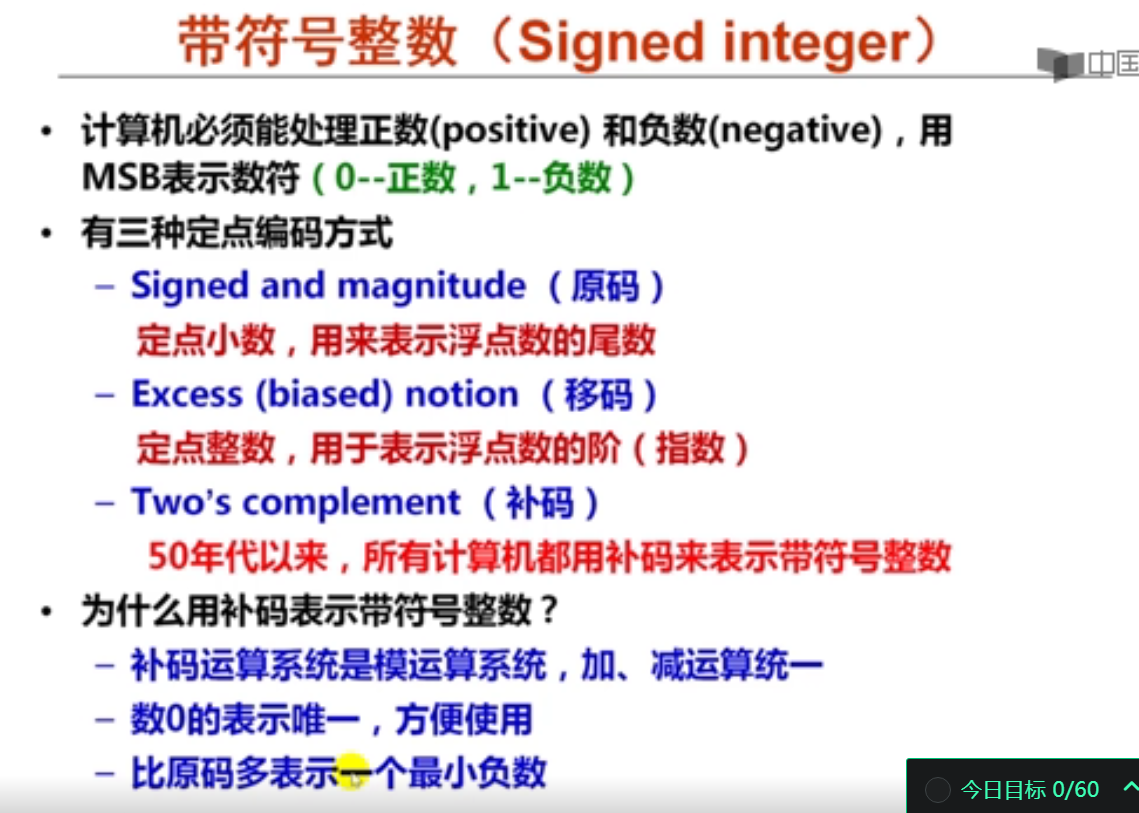 带符号整数（Signed integer）
中国
• 计算机必须能处理正数(positive) 和负数(negative)，用
MSB表示数符（0--正数，1--负数）
• 有三种定点编码方式
– Signed and magnitude （原码）
定点小数，用来表示浮点数的尾数
– Excess (biased) notion （移码）
定点整数，用于表示浮点数的阶（指数）
– Two's complement （补码）
50年代以来，所有计算机都用补码来表示带符号整数
• 为什么用补码表示带符号整数？
– 补码运算系统是模运算系统，加、减运算统一
– 数0的表示唯一，方便使用
– 比原码多表示一个最小负数
今日目标 0/60